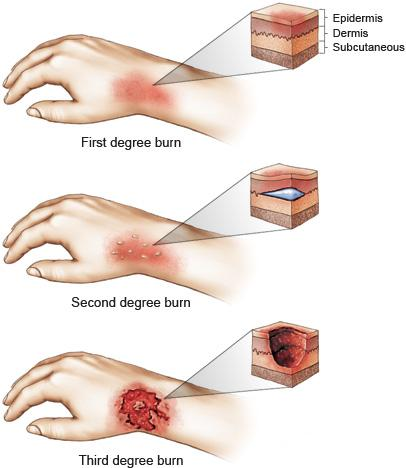 Epidermis
Dermis
Subcutaneous
First degree burn
Second degree burn
Third degree burn